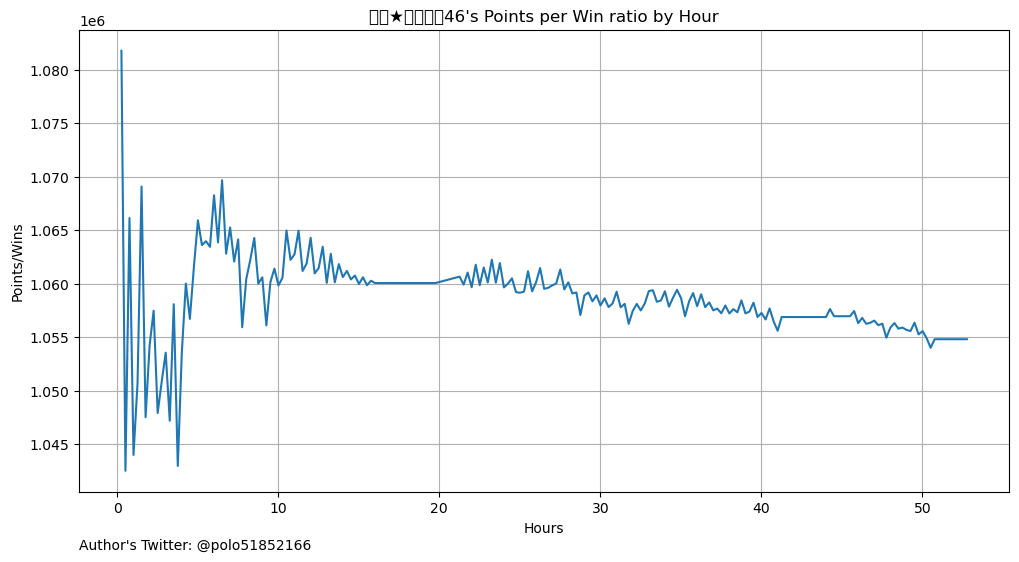 ★46's Points per Win ratio by Hour
1e6
1.080
1.075
1.070
1.065
1.060
1.055
1.050
1.045
Points/Wins
0 10 20 30 40 50
Hours
Author's Twitter: @polo51852166